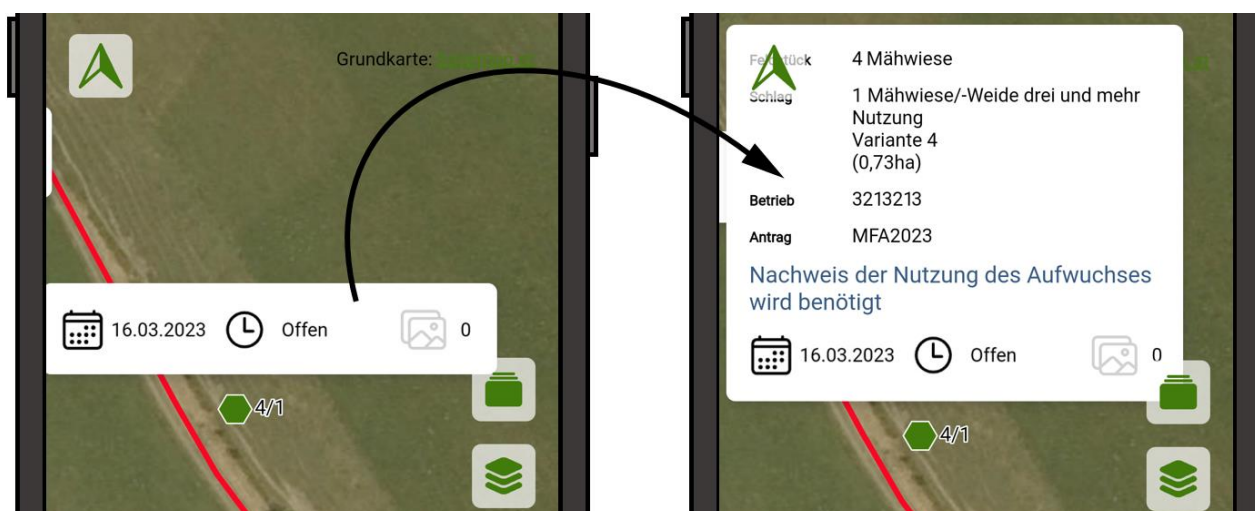 Grundkarte:
16.03.2023 Offen 0
4/1
Feldstück 4 Mähwiese
Schlag 1 Mähwiese/-Weide drei und mehr
Nutzung
Variante 4
(0,73ha)
Betrieb 3213213
Antrag MFA2023
Nachweis der Nutzung des Aufwuchses
wird benötigt
16.03.2023 Offen 0
4/1